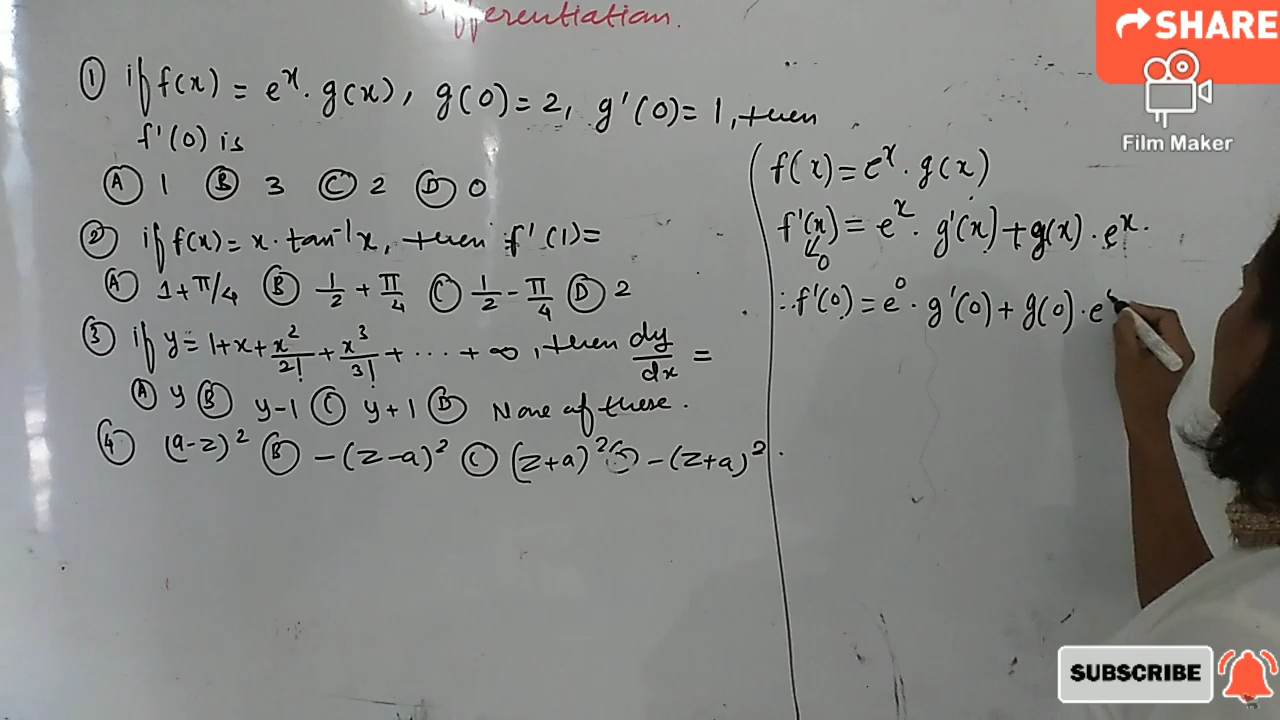 Differentiation.
① if f(x) = eˣ. g(x), g(0) = 2, g'(0) = 1, then
f'(0) is
Ⓐ 1 Ⓑ 3 Ⓒ 2 Ⓓ 0
② if f(x) = x. tan⁻¹x, then f'(1) =
Ⓐ 1 + π/4 Ⓑ 1/2 + π/4 Ⓒ 1/2 - π/4 Ⓓ 2
③ if y = 1 + x + x²/2! + x³/3! + ... + ∞, then dy/dx =
Ⓐ y Ⓑ y-1 Ⓒ y+1 Ⓓ None of these.
④ (a-z)² Ⓑ -(z-a)² Ⓒ (z+a)² Ⓓ -(z+a)².
f(x) = eˣ. g(x)
f'(x) = eˣ. g'(x) + g(x). eˣ.
0
∴ f'(0) = e⁰. g'(0) + g(0). e
SHARE
Film Maker
SUBSCRIBE